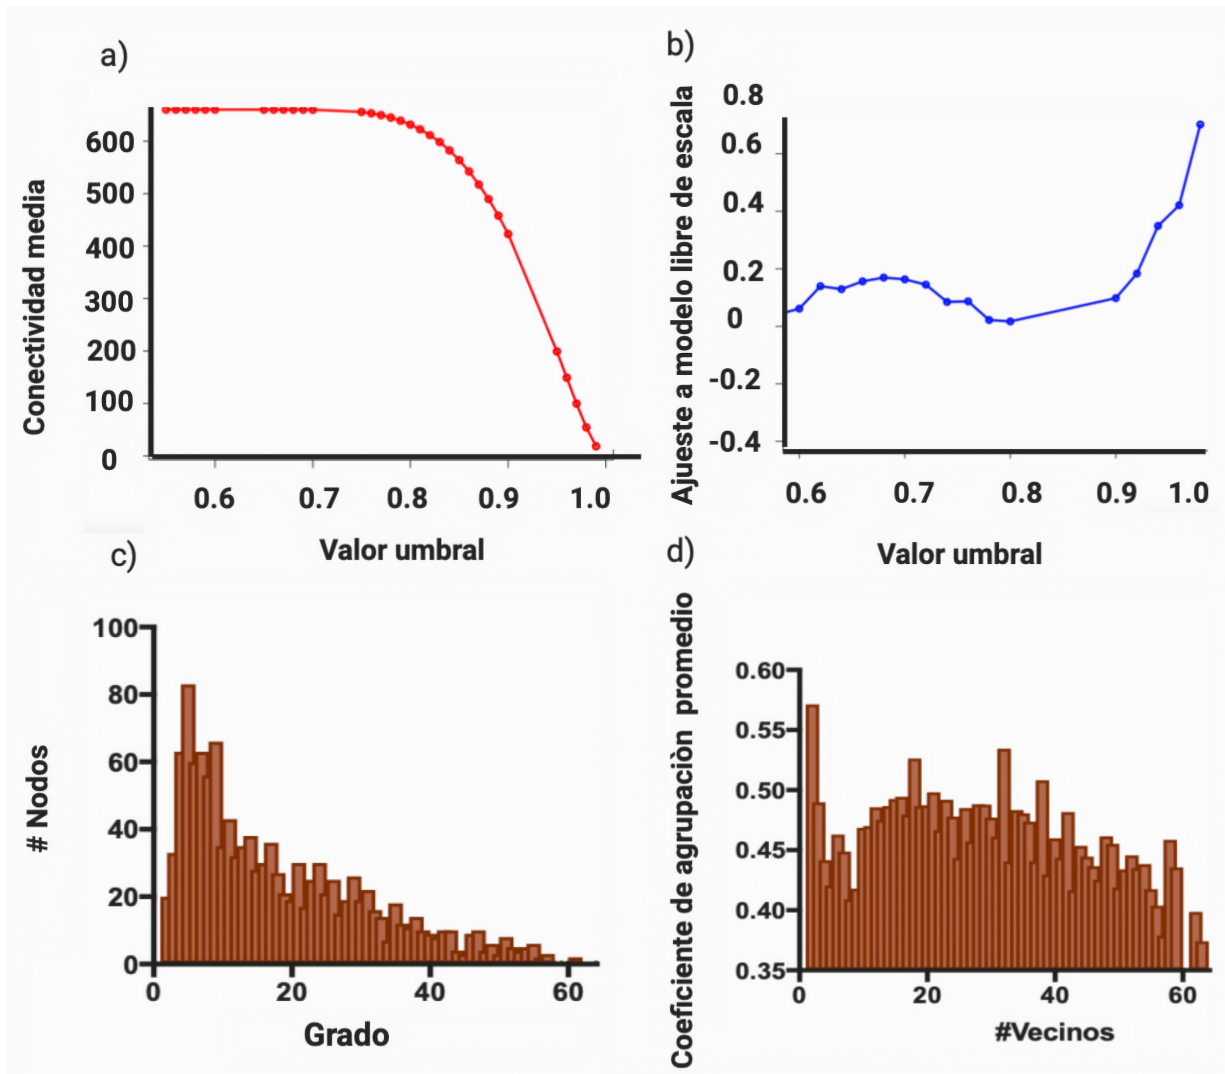 a)
Conectividad media
600
500
400
300
200
100
0
0.6 0.7 0.8 0.9 1.0
Valor umbral
b)
Ajueste a modelo libre de escala
0.8
0.6
0.4
0.2
0
-0.2
-0.4
0.6 0.7 0.8 0.9 1.0
Valor umbral
c)
# Nodos
100
80
60
40
20
0
0 20 40 60
Grado
d)
Coeficiente de agrupaciòn promedio
0.60
0.55
0.50
0.45
0.40
0.35
0 20 40 60
#Vecinos